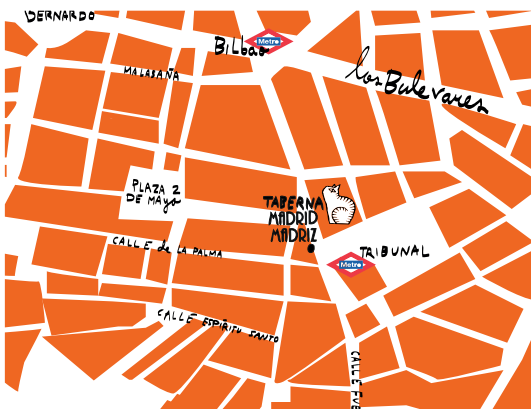 BERNARDO
BILbao
Metro
los Bulevares
MALASAÑA
PLAZA 2
DE MAYO
TABERNA
MADRID
MADRIZ
TRIBUNAL
Metro
CALLE de LA PALMA
CALLE ESPÍRITU SANTO
CALLE FUE